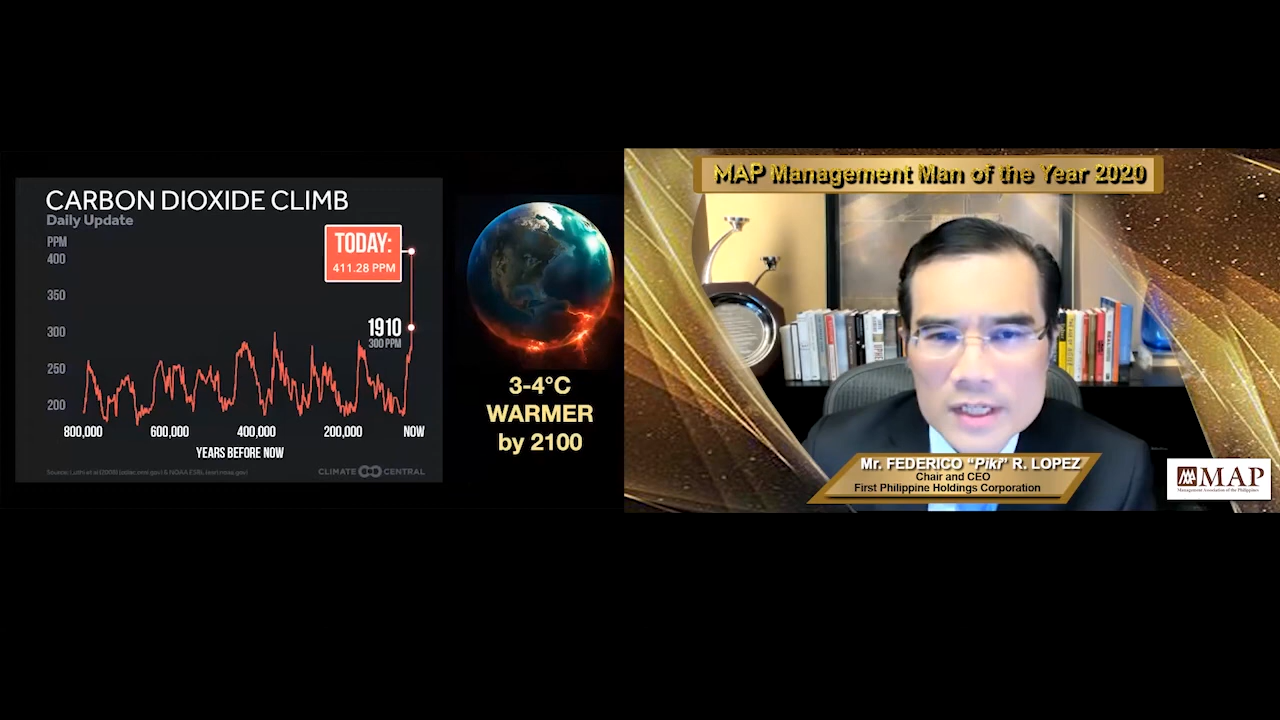 CARBON DIOXIDE CLIMB
Daily Update
PPM
400
350
300
250
200
TODAY:
411.28 PPM
1910
300 PPM
800,000
600,000
400,000
200,000
NOW
YEARS BEFORE NOW
CLIMATE CENTRAL
3-4°C
WARMER
by 2100
MAP Management Man of the Year 2020
Mr. FEDERICO “Piki” R. LOPEZ
Chair and CEO
First Philippine Holdings Corporation
MAP
Management Association of the Philippines